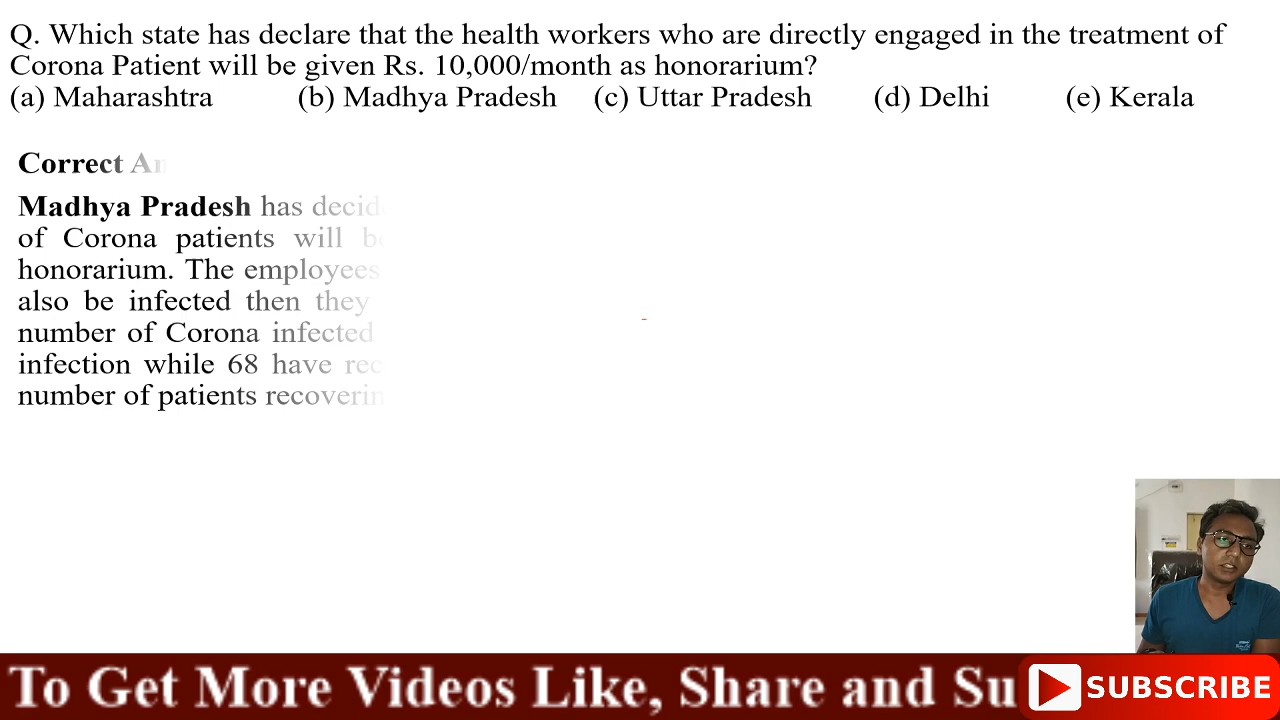 Q. Which state has declare that the health workers who are directly engaged in the treatment of
Corona Patient will be given Rs. 10,000/month as honorarium?
(a) Maharashtra (b) Madhya Pradesh (c) Uttar Pradesh (d) Delhi (e) Kerala
Correct
Madhya Pradesh has
of Corona patients will
honorarium. The employees
also be infected then they
number of Corona infected
infection while 68 have
number of patients
To Get More Videos Like, Share and Su
SUBSCRIBE